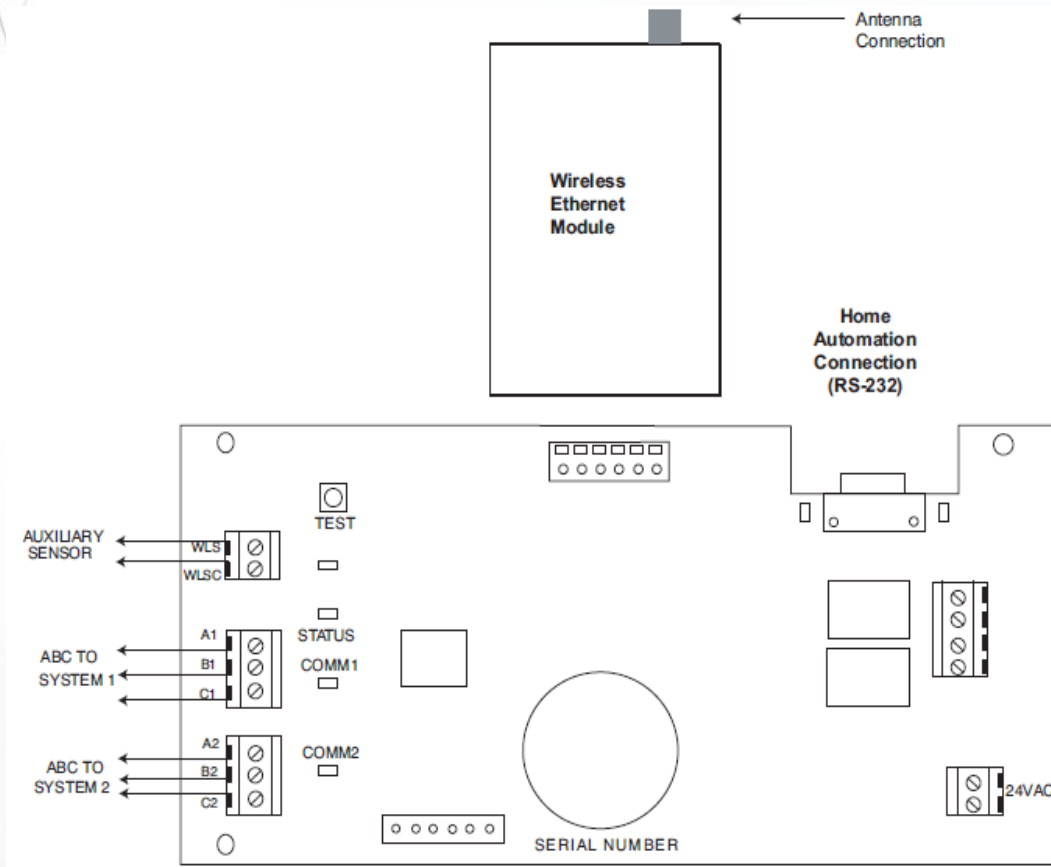 Antenna
Connection
Wireless
Ethernet
Module
Home
Automation
Connection
(RS-232)
TEST
AUXILIARY
SENSOR
WLS
WLSC
STATUS
A1
B1
C1
ABC TO
SYSTEM 1
COMM1
A2
B2
C2
ABC TO
SYSTEM 2
COMM2
24VAC
SERIAL NUMBER